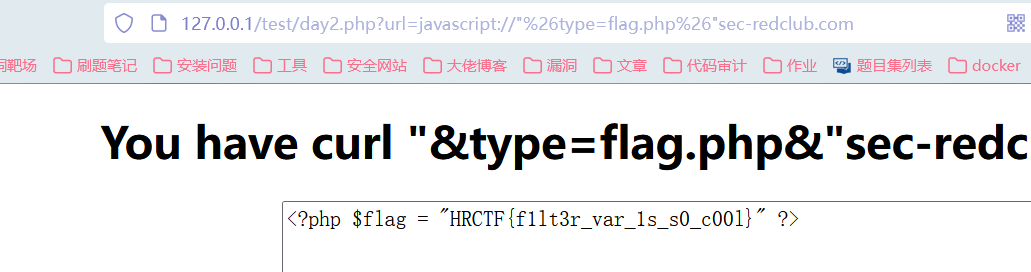 127.0.0.1/test/day2.php?url=javascript://"%26type=flag.php%26"sec-redclub.com
靶场 刷题笔记 安装问题 工具 安全网站 大佬博客 漏洞 文章 代码审计 作业 题目集列表 docker
You have curl "&type=flag.php&"sec-redc
<?php $flag = "HRCTF{f1lt3r_var_1s_s0_c00l}" ?>